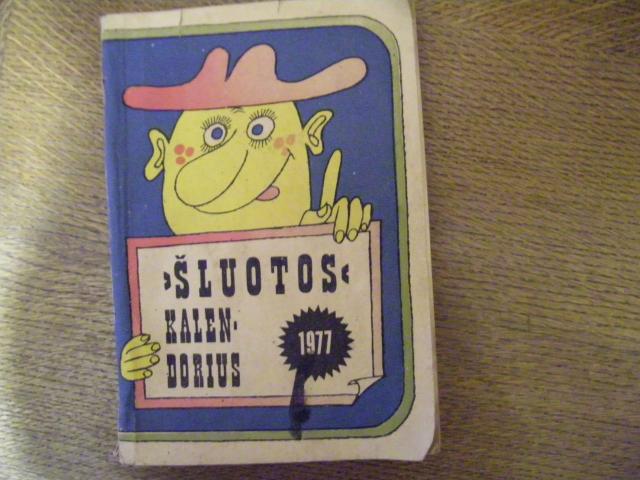 ›ŠLUOTOS‹
KALEN-
DORIUS
1977